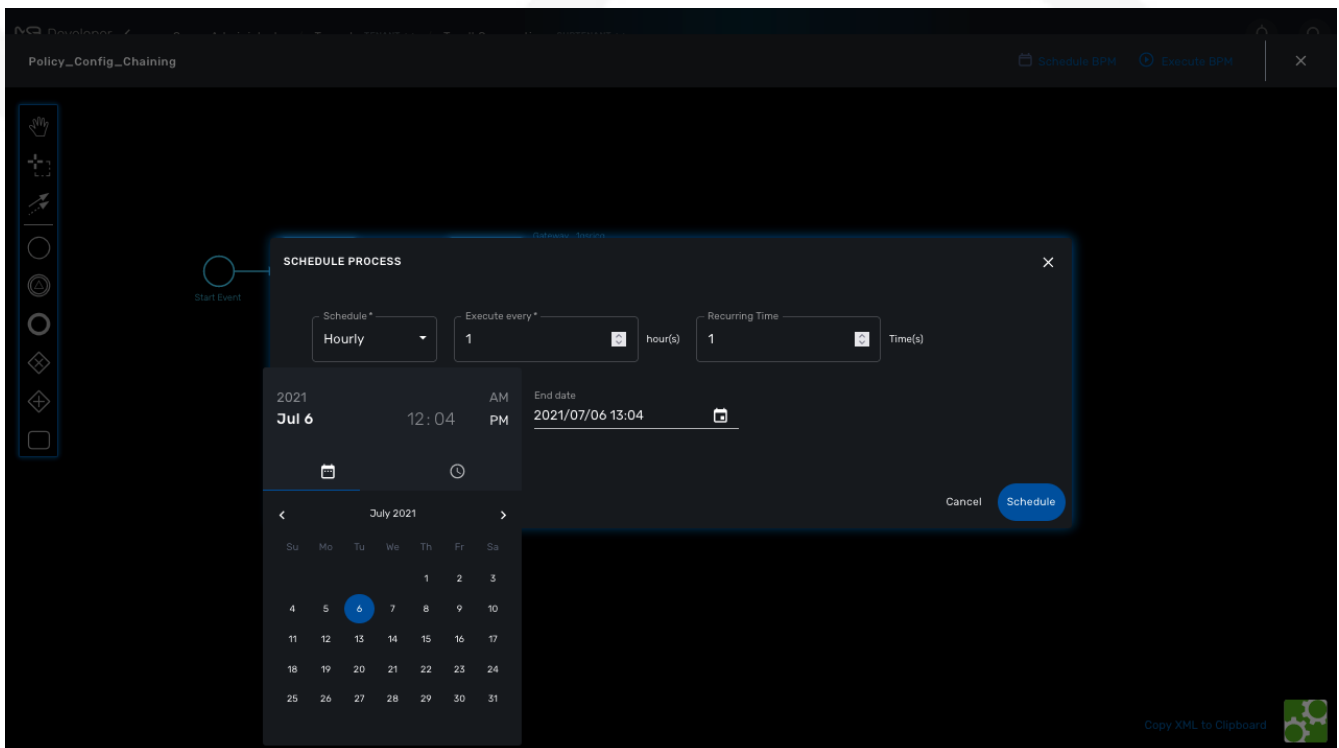 Developer
Policy_Config_Chaining
Schedule BPM
Execute BPM
Start Event
SCHEDULE PROCESS
Schedule *
Hourly
Execute every *
1
hour(s)
Recurring Time
1
Time(s)
2021
Jul 6
12:04
AM
PM
End date
2021/07/06 13:04
July 2021
Su Mo Tu We Th Fr Sa
1 2 3
4 5 6 7 8 9 10
11 12 13 14 15 16 17
18 19 20 21 22 23 24
25 26 27 28 29 30 31
Cancel
Schedule
Copy XML to Clipboard